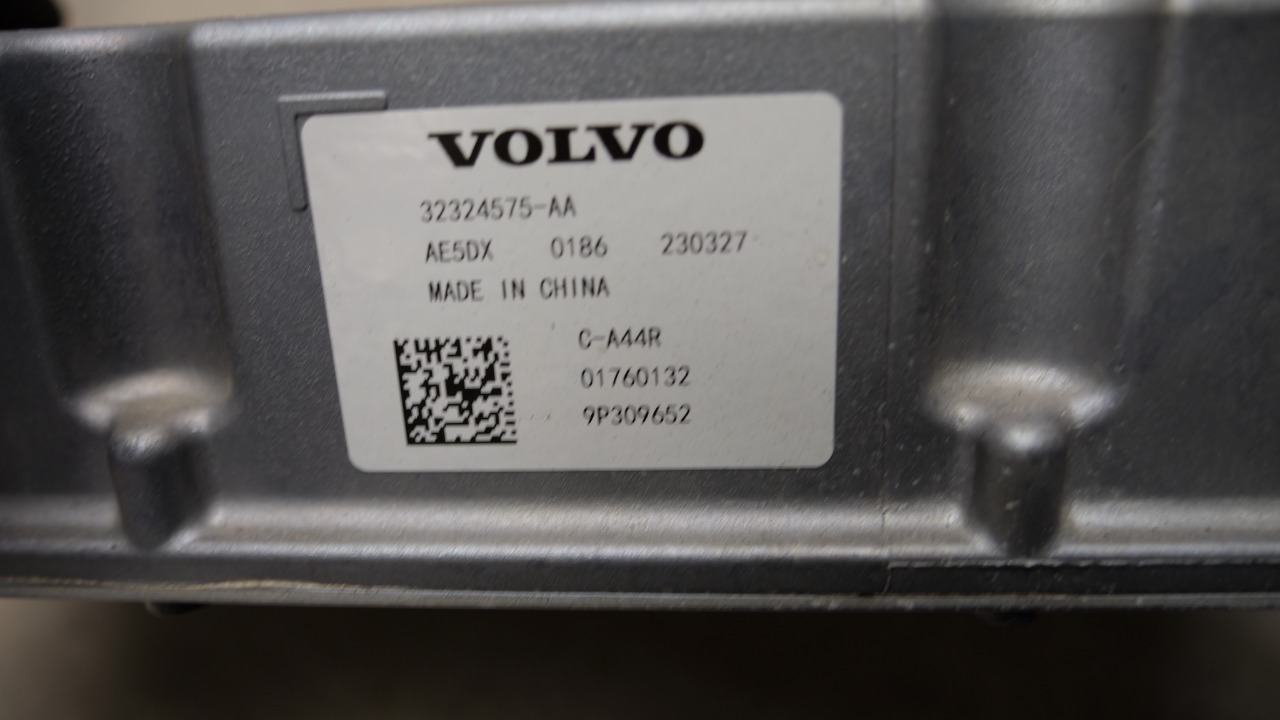 VOLVO
32324575-AA
AE5DX 0186 230327
MADE IN CHINA
C-A44R
01760132
9P309652